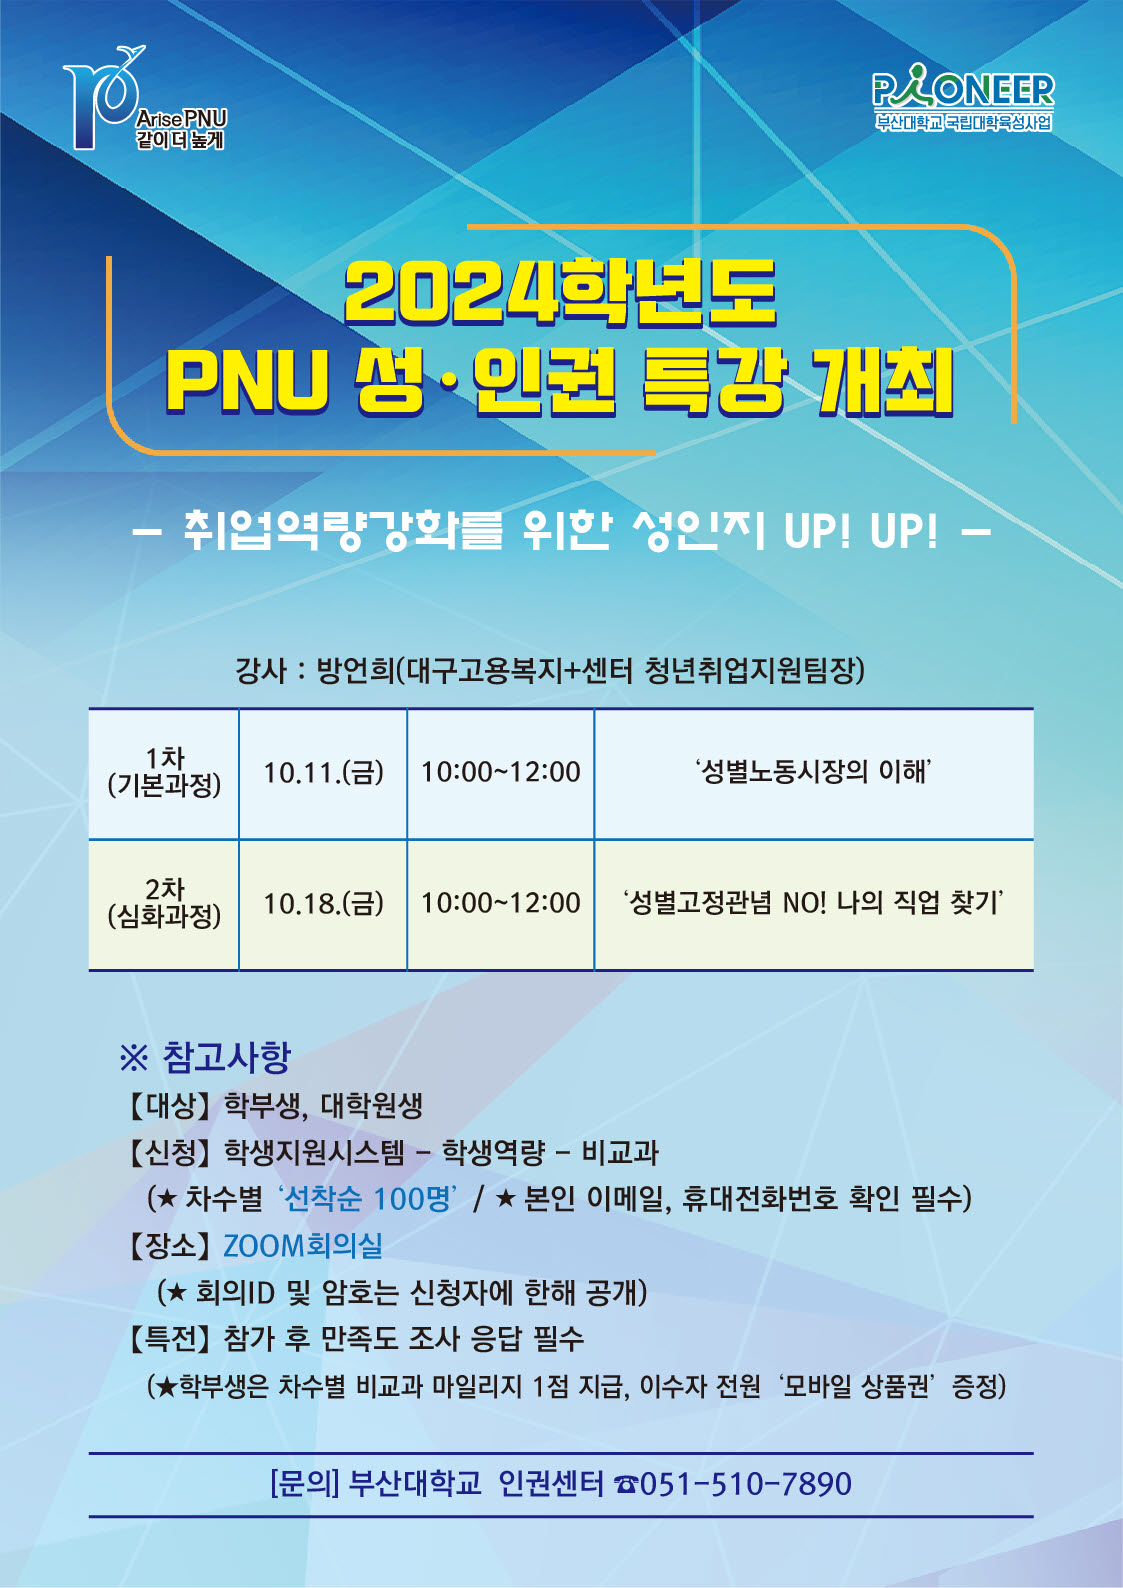 Arise PNU
같이 더 높게
PIONEER
부산대학교 국립대학육성사업
2024학년도
PNU 성·인권 특강 개최
– 취업역량강화를 위한 성인지 UP! UP! –
강사 : 방언희(대구고용복지+센터 청년취업지원팀장)
1차
(기본과정)
10.11.(금)
10:00~12:00
‘성별노동시장의 이해’
2차
(심화과정)
10.18.(금)
10:00~12:00
‘성별고정관념 NO! 나의 직업 찾기’
※ 참고사항
【대상】 학부생, 대학원생
【신청】 학생지원시스템 – 학생역량 – 비교과
(★ 차수별 ‘선착순 100명’ / ★ 본인 이메일, 휴대전화번호 확인 필수)
【장소】 ZOOM회의실
(★ 회의ID 및 암호는 신청자에 한해 공개)
【특전】 참가 후 만족도 조사 응답 필수
(★학부생은 차수별 비교과 마일리지 1점 지급, 이수자 전원 ‘모바일 상품권’ 증정)
[문의] 부산대학교 인권센터 ☎051-510-7890